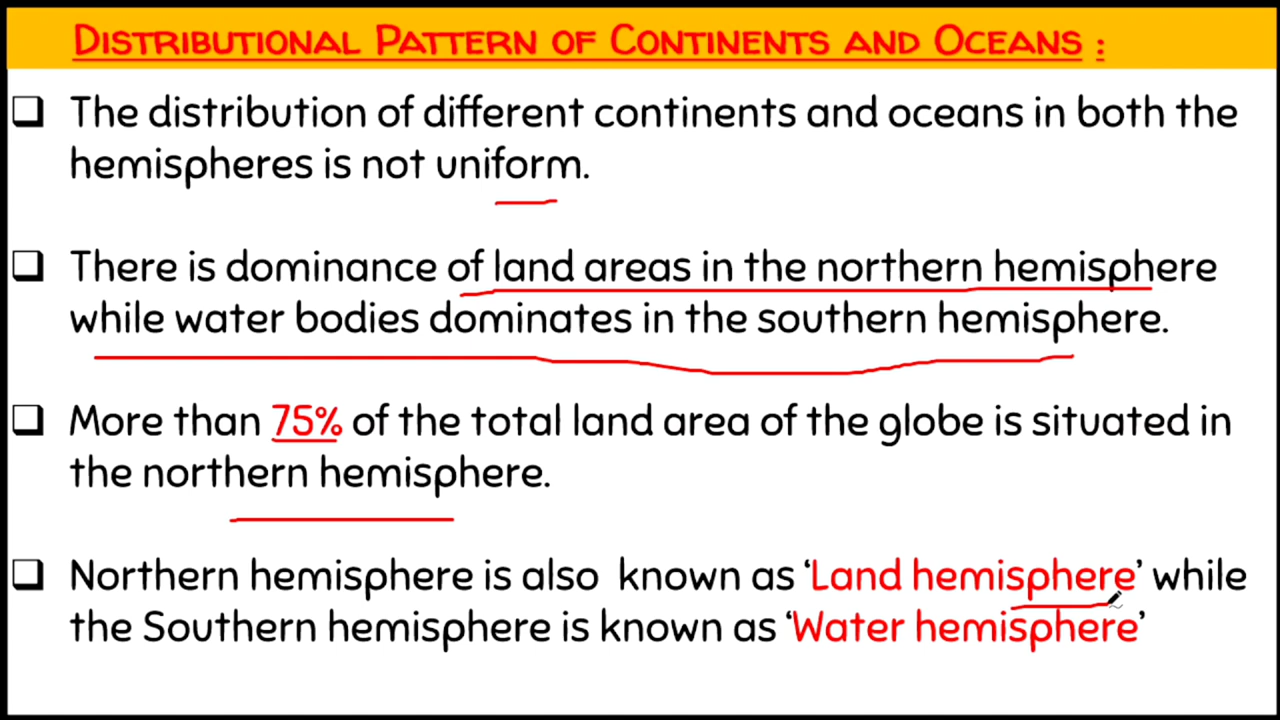 DISTRIBUTIONAL PATTERN OF CONTINENTS AND OCEANS :
❑ The distribution of different continents and oceans in both the
hemispheres is not uniform.
❑ There is dominance of land areas in the northern hemisphere
while water bodies dominates in the southern hemisphere.
❑ More than 75% of the total land area of the globe is situated in
the northern hemisphere.
❑ Northern hemisphere is also known as ‘Land hemisphere’ while
the Southern hemisphere is known as ‘Water hemisphere’